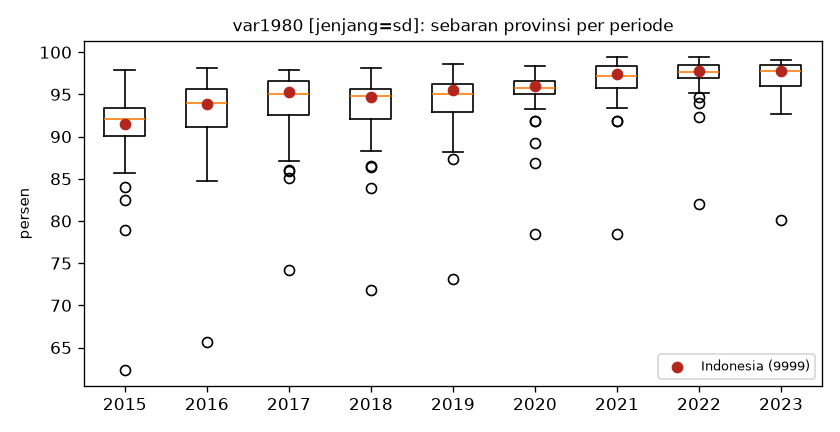 var1980 [jenjang=sd]: sebaran provinsi per periode
persen
100
95
90
85
80
75
70
65
Indonesia (9999)
2015 2016 2017 2018 2019 2020 2021 2022 2023